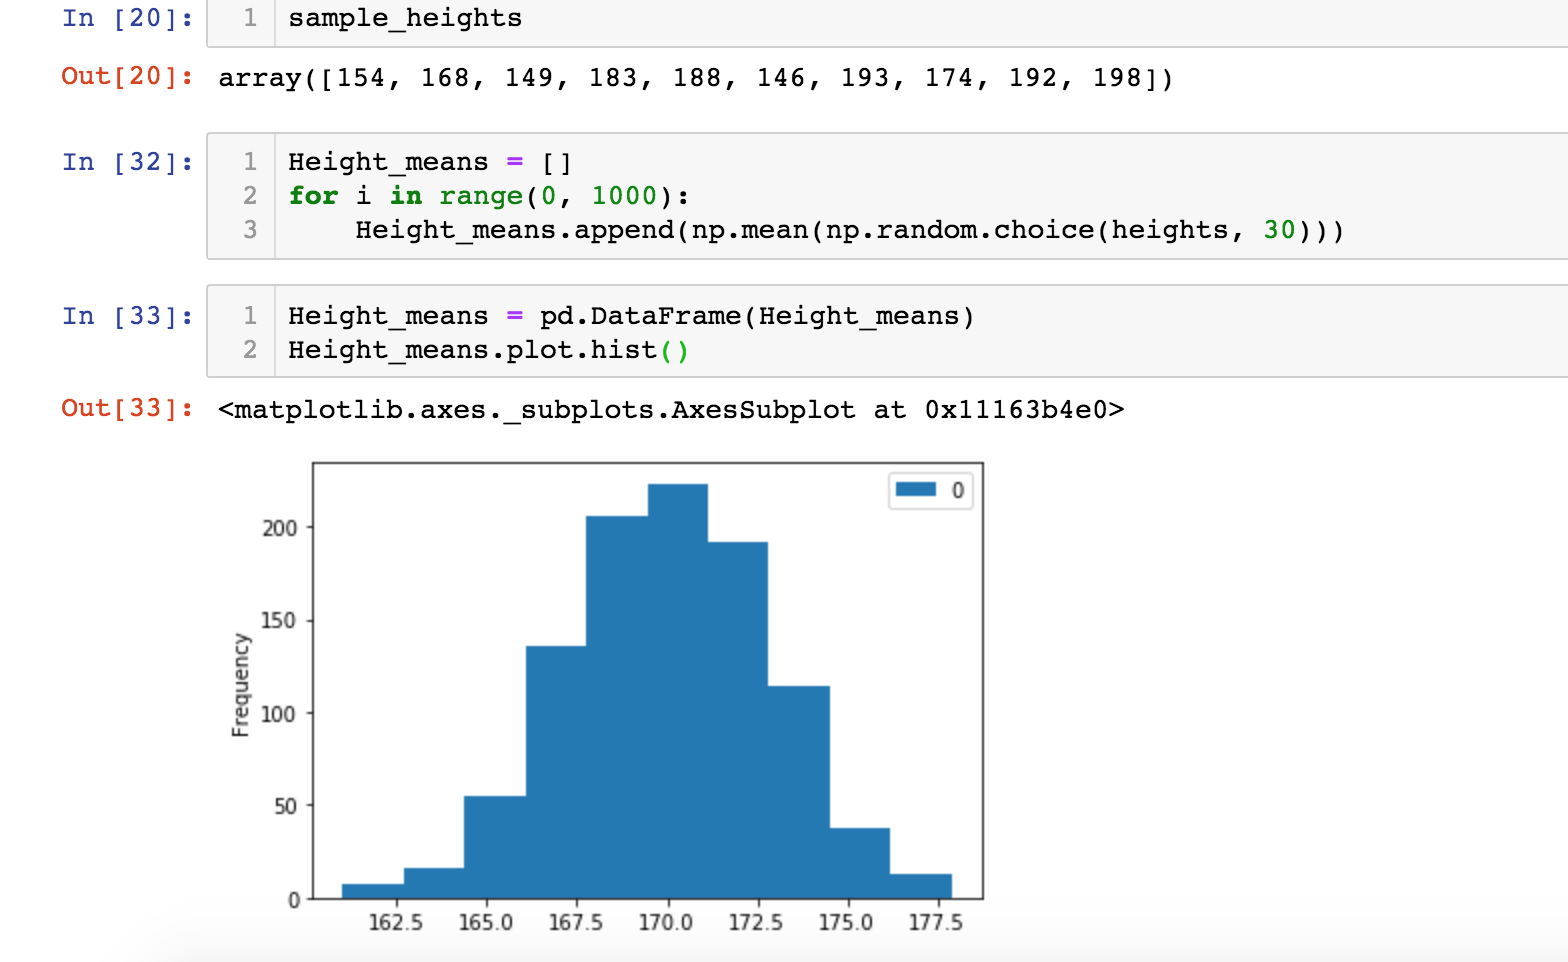 In [20]: 1 sample_heights
Out[20]: array([154, 168, 149, 183, 188, 146, 193, 174, 192, 198])
In [32]: 1 Height_means = []
2 for i in range(0, 1000):
3     Height_means.append(np.mean(np.random.choice(heights, 30)))
In [33]: 1 Height_means = pd.DataFrame(Height_means)
2 Height_means.plot.hist()
Out[33]: <matplotlib.axes._subplots.AxesSubplot at 0x11163b4e0>
0
200
150
100
50
0
Frequency
162.5 165.0 167.5 170.0 172.5 175.0 177.5